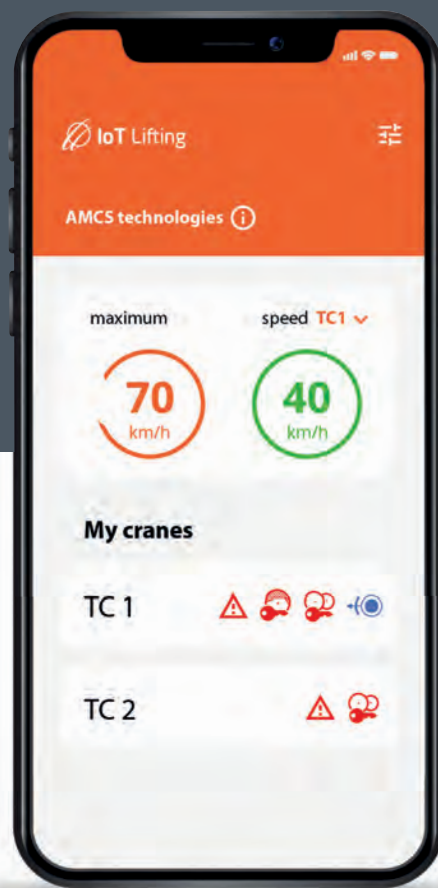 IoT Lifting
AMCS technologies
maximum
speed TC1
70
km/h
40
km/h
My cranes
TC 1
TC 2